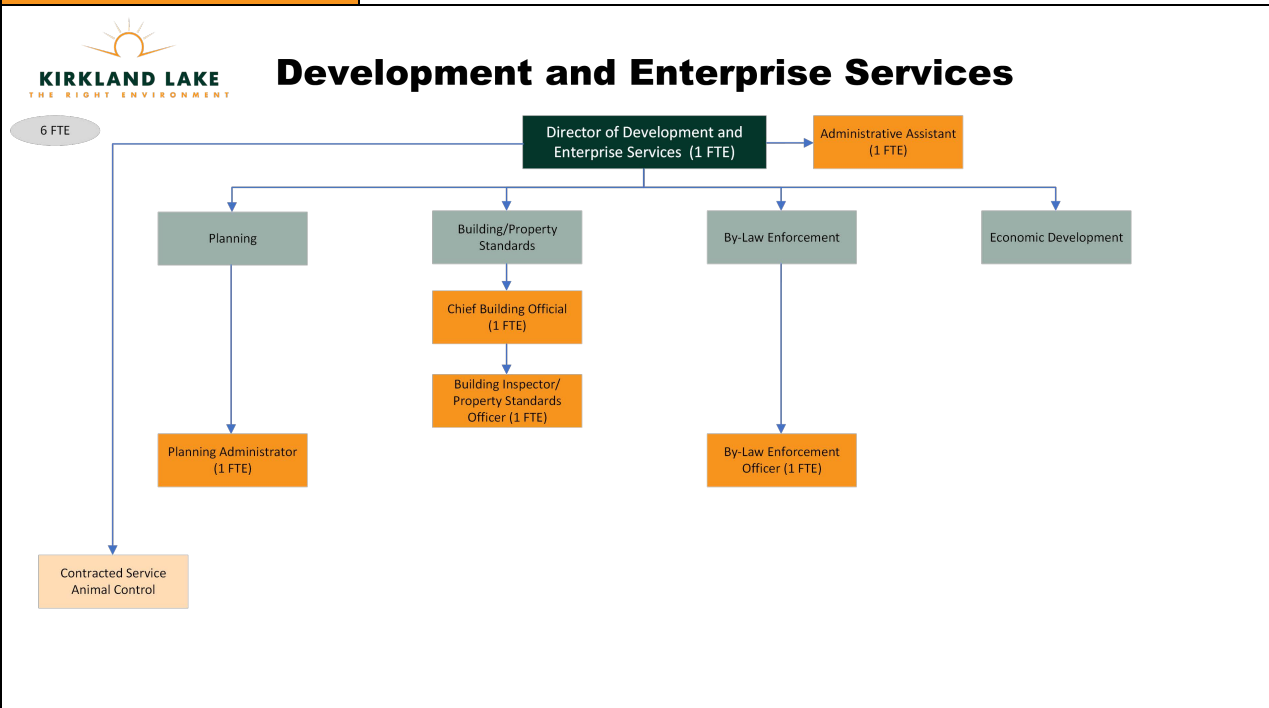 KIRKLAND LAKE
THE RIGHT ENVIRONMENT
Development and Enterprise Services
6 FTE
Director of Development and
Enterprise Services (1 FTE)
Administrative Assistant
(1 FTE)
Planning
Building/Property
Standards
By-Law Enforcement
Economic Development
Chief Building Official
(1 FTE)
Building Inspector/
Property Standards
Officer (1 FTE)
Planning Administrator
(1 FTE)
By-Law Enforcement
Officer (1 FTE)
Contracted Service
Animal Control